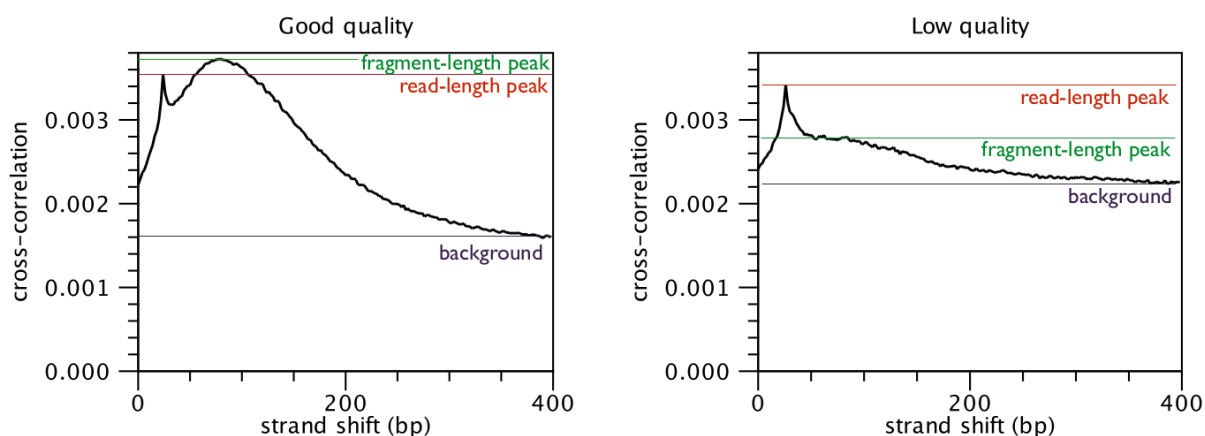 Good quality
fragment-length peak
read-length peak
0.003
0.002
background
0.001
0.000
0
200
400
cross-correlation
strand shift (bp)
Low quality
read-length peak
0.003
fragment-length peak
0.002
background
0.001
0.000
0
200
400
cross-correlation
strand shift (bp)